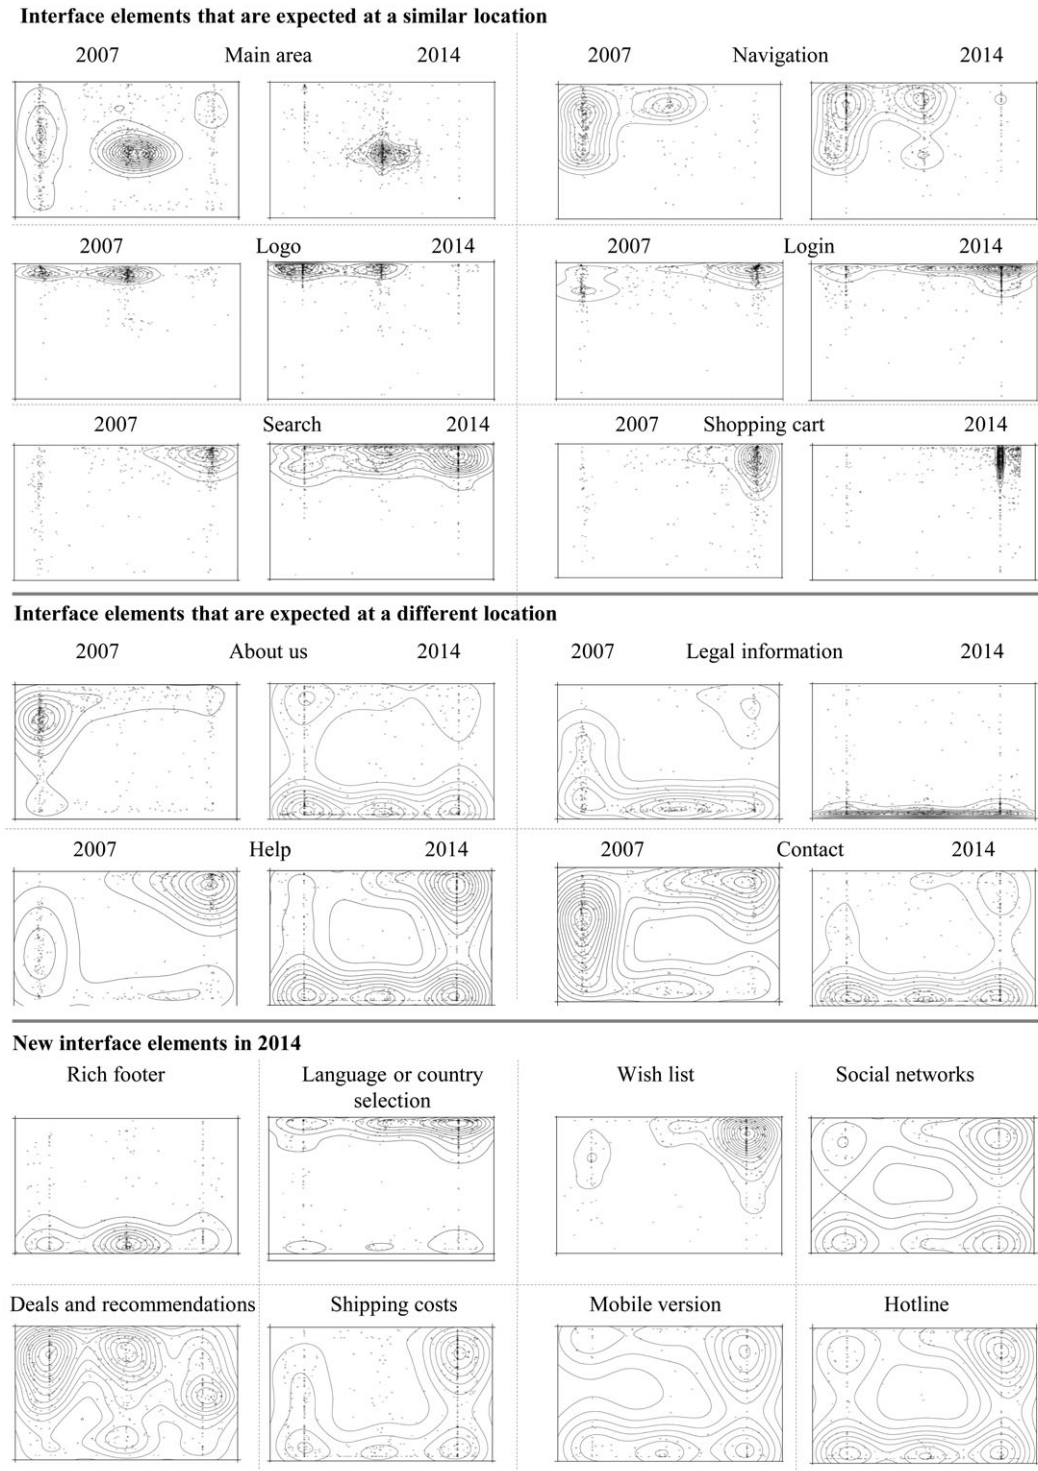 Interface elements that are expected at a similar location
2007 Main area 2014
2007 Navigation 2014
2007 Logo 2014
2007 Login 2014
2007 Search 2014
2007 Shopping cart 2014
Interface elements that are expected at a different location
2007 About us 2014
2007 Legal information 2014
2007 Help 2014
2007 Contact 2014
New interface elements in 2014
Rich footer
Language or country
selection
Wish list
Social networks
Deals and recommendations
Shipping costs
Mobile version
Hotline